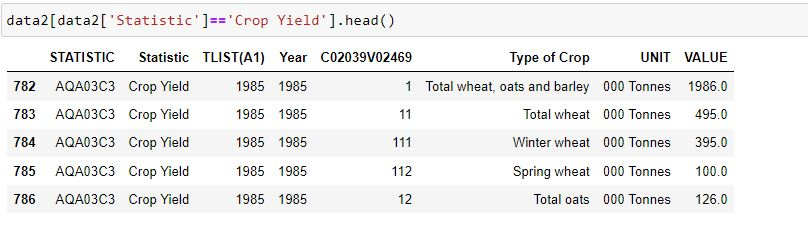 data2[data2['Statistic']=='Crop Yield'].head()
STATISTIC Statistic TLIST(A1) Year C02039V02469 Type of Crop UNIT VALUE
782 AQA03C3 Crop Yield 1985 1985 1 Total wheat, oats and barley 000 Tonnes 1986.0
783 AQA03C3 Crop Yield 1985 1985 11 Total wheat 000 Tonnes 495.0
784 AQA03C3 Crop Yield 1985 1985 111 Winter wheat 000 Tonnes 395.0
785 AQA03C3 Crop Yield 1985 1985 112 Spring wheat 000 Tonnes 100.0
786 AQA03C3 Crop Yield 1985 1985 12 Total oats 000 Tonnes 126.0